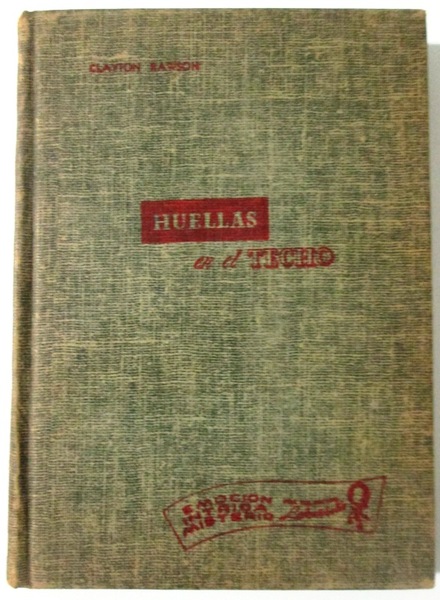 CLAYTON RAWSON
HUELLAS
en el TECHO
EMOCION
INTRIGA
MISTERIO